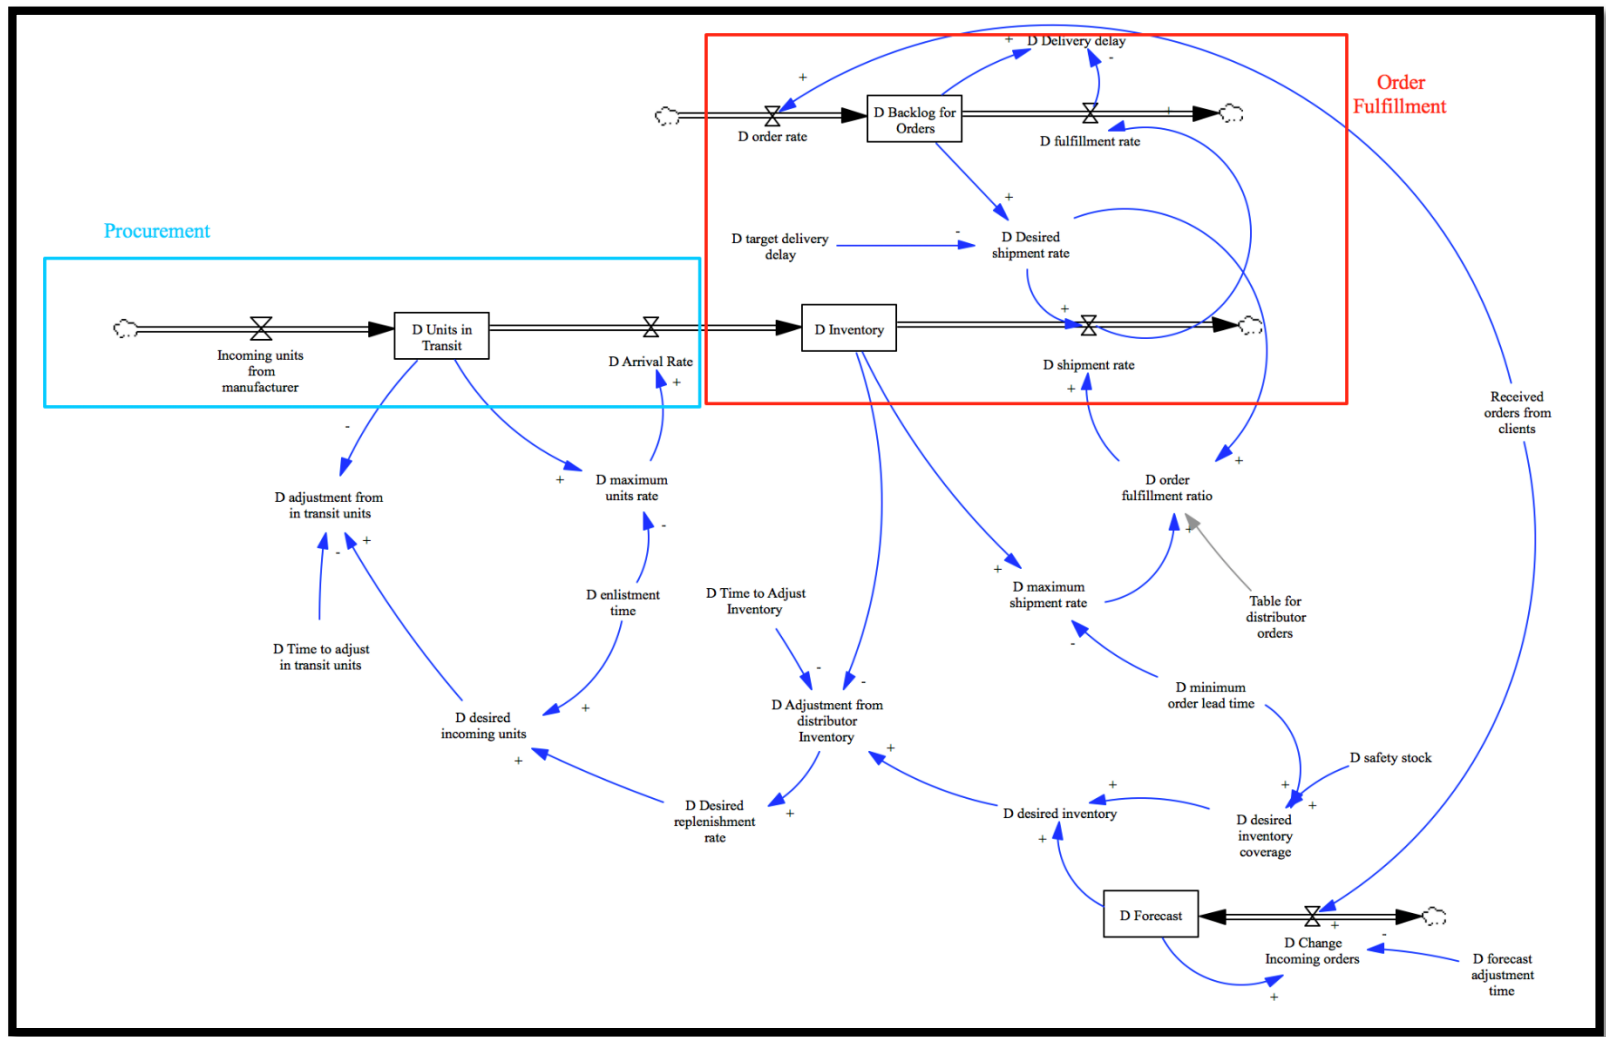 D Delivery delay
+
-
Order
Fulfillment
+
D Backlog for
Orders
+
D order rate
D fulfillment rate
+
Procurement
D target delivery
delay
-
D Desired
shipment rate
+
D Units in
Transit
D Inventory
Incoming units
from
manufacturer
D Arrival Rate
+
D shipment rate
+
Received
orders from
clients
-
+
+
D adjustment from
in transit units
D maximum
units rate
D order
fulfillment ratio
-
+
-
+
+
D enlistment
time
D Time to Adjust
Inventory
D maximum
shipment rate
Table for
distributor
orders
D Time to adjust
in transit units
-
-
-
D minimum
order lead time
+
D desired
incoming units
D Adjustment from
distributor
Inventory
+
+
D safety stock
+
+
+
D Desired
replenishment
rate
+
D desired inventory
+
D desired
inventory
coverage
D Forecast
+
-
D Change
Incoming orders
D forecast
adjustment
time
+